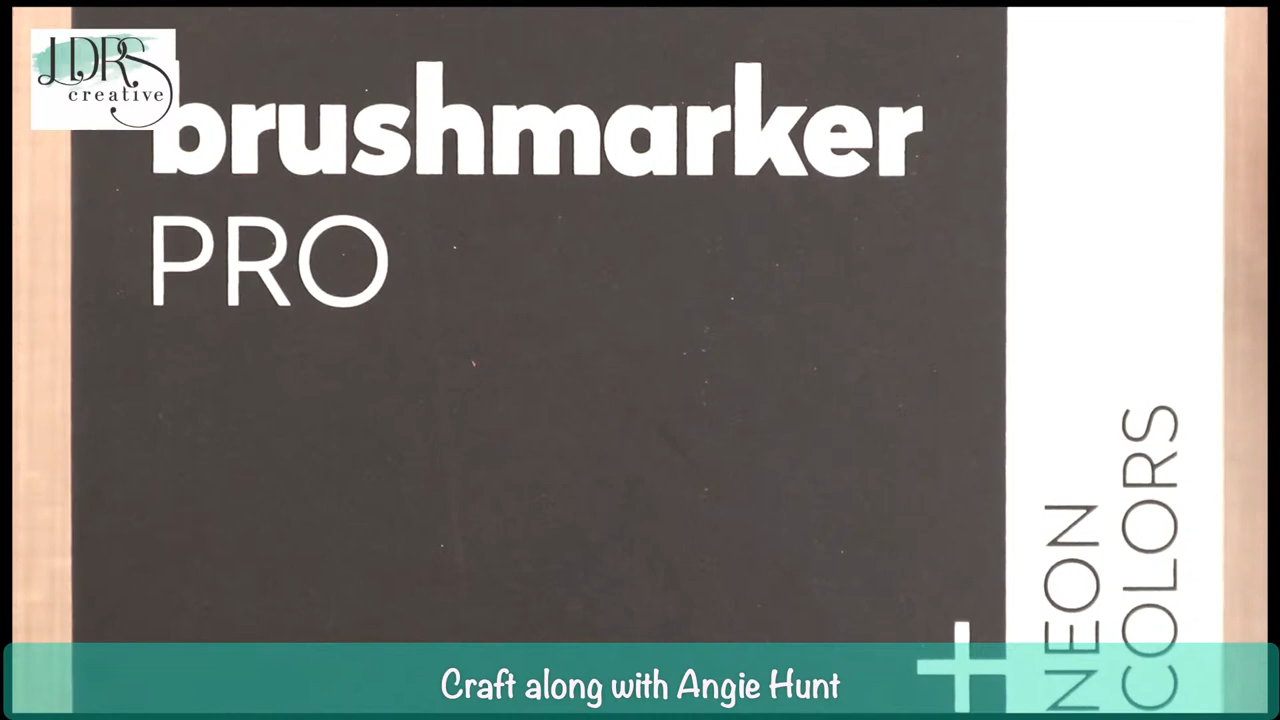 LDRS
creative
brushmarker
PRO
+
NEON
COLORS
Craft along with Angie Hunt